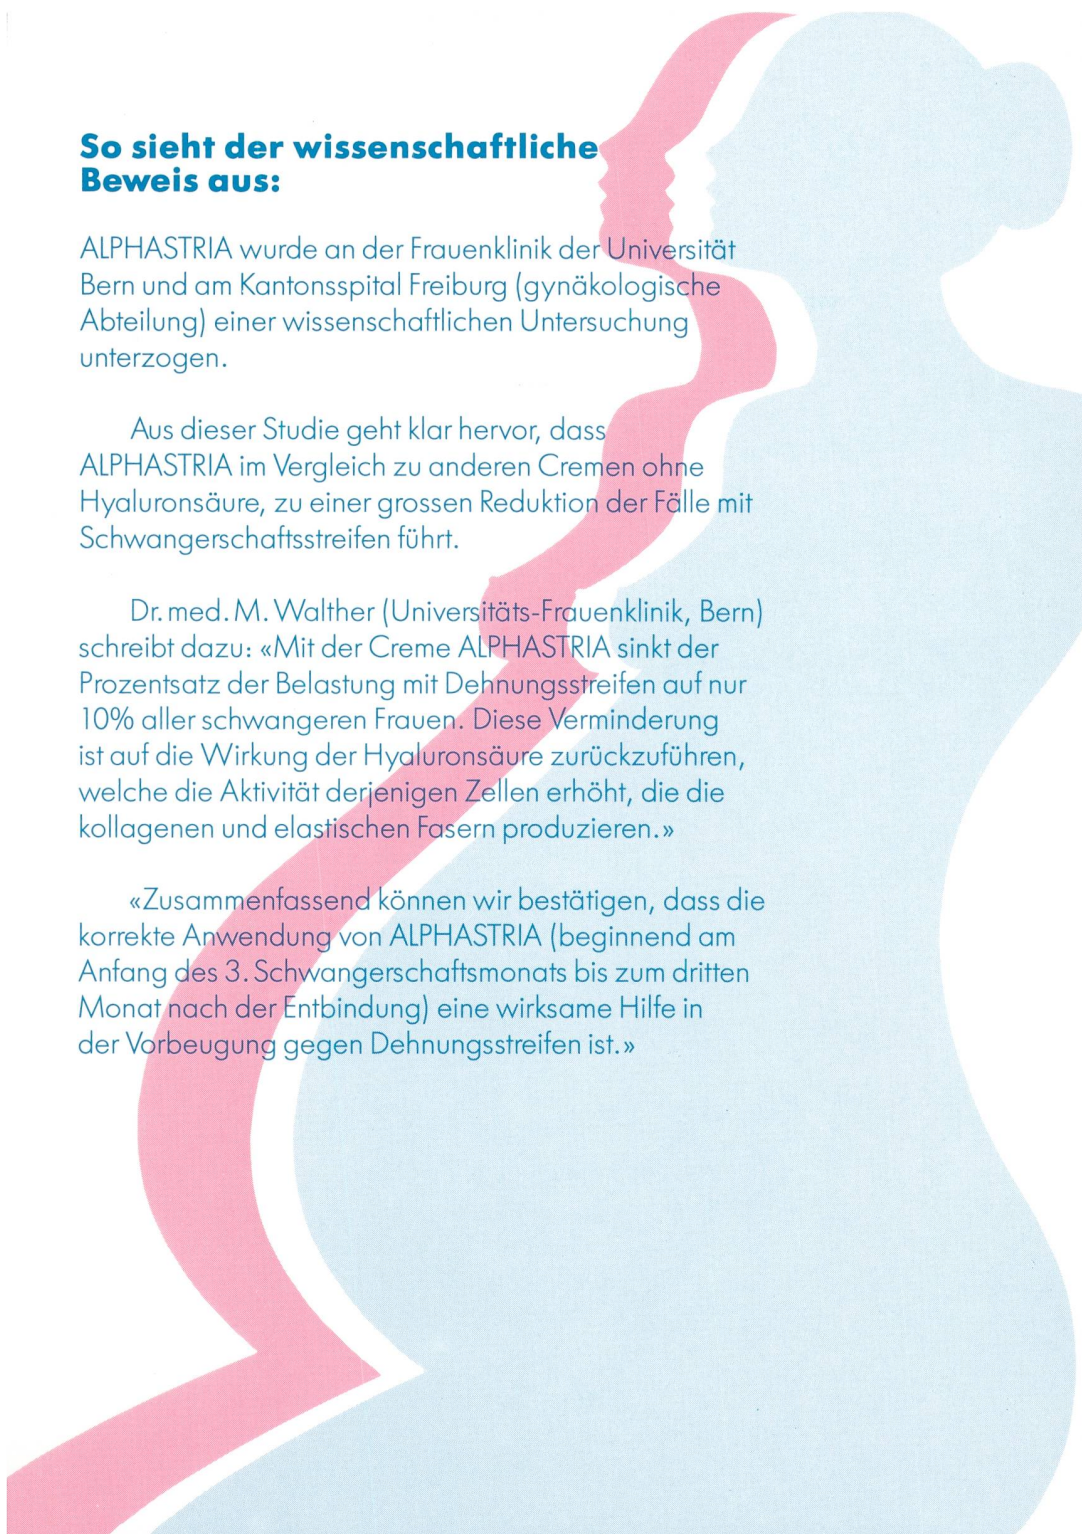 So sieht der wissenschaftliche
Beweis aus:
ALPHASTRIA wurde an der Frauenklinik der Universität
Bern und am Kantonsspital Freiburg (gynäkologische
Abteilung) einer wissenschaftlichen Untersuchung
unterzogen.
Aus dieser Studie geht klar hervor, dass
ALPHASTRIA im Vergleich zu anderen Cremen ohne
Hyaluronsäure, zu einer grossen Reduktion der Fälle mit
Schwangerschaftsstreifen führt.
Dr. med. M. Walther (Universitäts-Frauenklinik, Bern)
schreibt dazu: «Mit der Creme ALPHASTRIA sinkt der
Prozentsatz der Belastung mit Dehnungsstreifen auf nur
10% aller schwangeren Frauen. Diese Verminderung
ist auf die Wirkung der Hyaluronsäure zurückzuführen,
welche die Aktivität derjenigen Zellen erhöht, die die
kollagenen und elastischen Fasern produzieren.»
«Zusammenfassend können wir bestätigen, dass die
korrekte Anwendung von ALPHASTRIA (beginnend am
Anfang des 3. Schwangerschaftsmonats bis zum dritten
Monat nach der Entbindung) eine wirksame Hilfe in
der Vorbeugung gegen Dehnungsstreifen ist.»